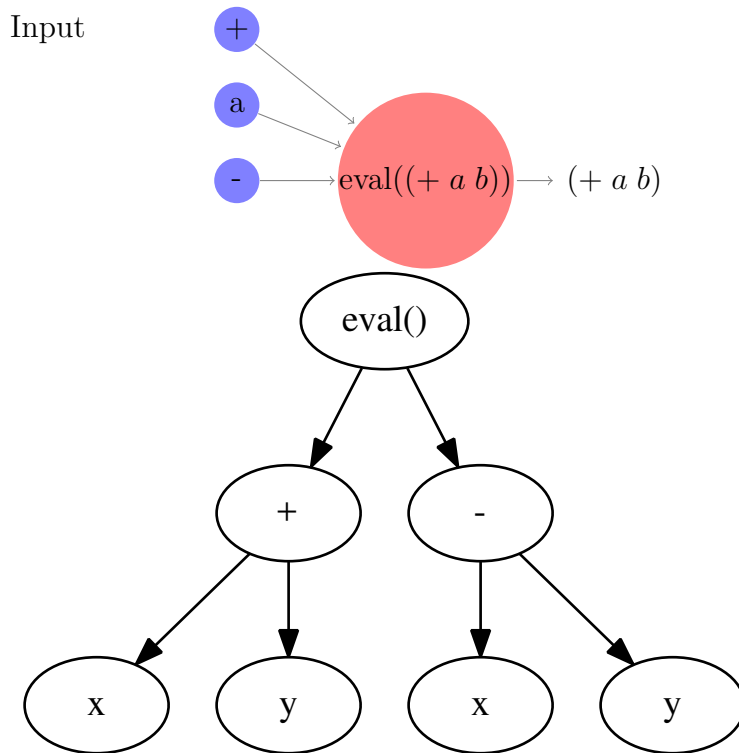 Input
+
a
-
eval((+ a b))
(+ a b)
eval()
+
-
x
y
x
y